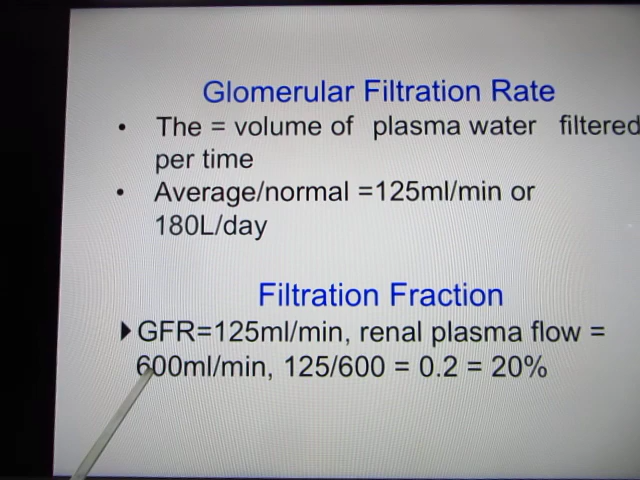 Glomerular Filtration Rate
• The = volume of plasma water filtered
per time
• Average/normal =125ml/min or
180L/day
Filtration Fraction
GFR=125ml/min, renal plasma flow =
600ml/min, 125/600 = 0.2 = 20%